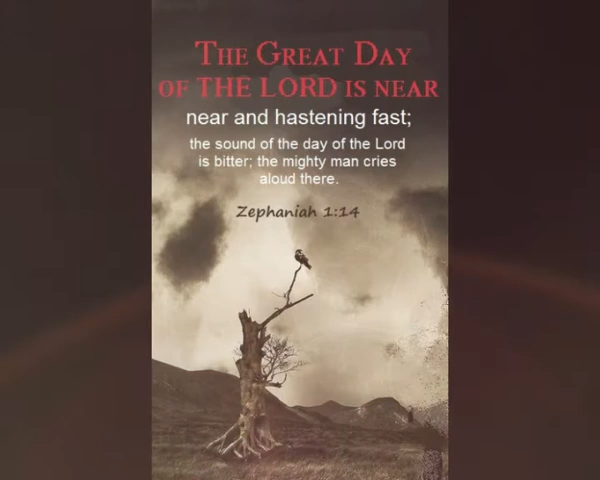 The Great Day
of THE LORD is near
near and hastening fast;
the sound of the day of the Lord
is bitter; the mighty man cries
aloud there.
Zephaniah 1:14